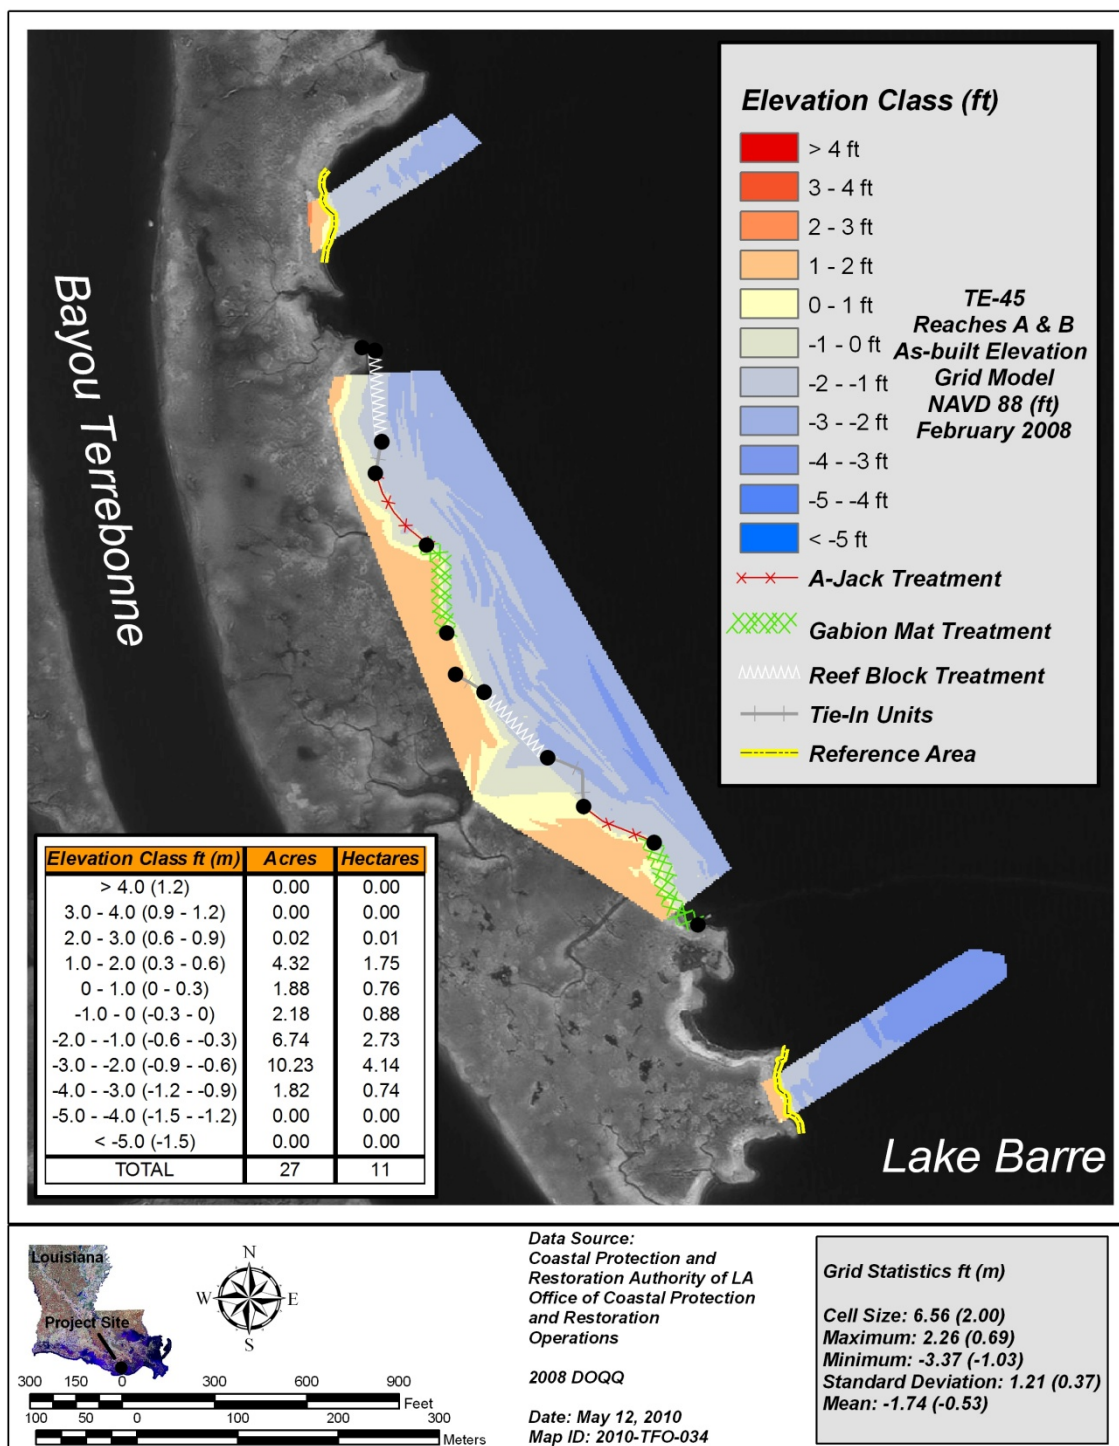 Elevation Class (ft)
> 4 ft
3 - 4 ft
2 - 3 ft
1 - 2 ft
0 - 1 ft
-1 - 0 ft
-2 - -1 ft
-3 - -2 ft
-4 - -3 ft
-5 - -4 ft
< -5 ft
TE-45
Reaches A & B
As-built Elevation
Grid Model
NAVD 88 (ft)
February 2008
A-Jack Treatment
Gabion Mat Treatment
Reef Block Treatment
Tie-In Units
Reference Area
Bayou Terrebonne
Lake Barre
Elevation Class ft (m) Acres Hectares
> 4.0 (1.2) 0.00 0.00
3.0 - 4.0 (0.9 - 1.2) 0.00 0.00
2.0 - 3.0 (0.6 - 0.9) 0.02 0.01
1.0 - 2.0 (0.3 - 0.6) 4.32 1.75
0 - 1.0 (0 - 0.3) 1.88 0.76
-1.0 - 0 (-0.3 - 0) 2.18 0.88
-2.0 - -1.0 (-0.6 - -0.3) 6.74 2.73
-3.0 - -2.0 (-0.9 - -0.6) 10.23 4.14
-4.0 - -3.0 (-1.2 - -0.9) 1.82 0.74
-5.0 - -4.0 (-1.5 - -1.2) 0.00 0.00
< -5.0 (-1.5) 0.00 0.00
TOTAL 27 11
Louisiana
Project Site
N
W E
S
300 150 0 300 600 900
Feet
100 50 0 100 200 300
Meters
Data Source:
Coastal Protection and
Restoration Authority of LA
Office of Coastal Protection
and Restoration
Operations
2008 DOQQ
Date: May 12, 2010
Map ID: 2010-TFO-034
Grid Statistics ft (m)
Cell Size: 6.56 (2.00)
Maximum: 2.26 (0.69)
Minimum: -3.37 (-1.03)
Standard Deviation: 1.21 (0.37)
Mean: -1.74 (-0.53)